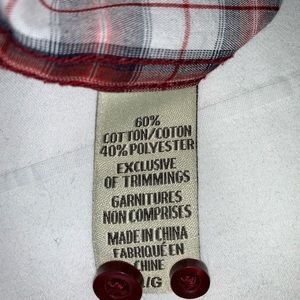 60%
COTTON/COTON
40% POLYESTER
EXCLUSIVE
OF TRIMMINGS
GARNITURES
NON COMPRISES
MADE IN CHINA
FABRIQUÉ EN
CHINE
/G